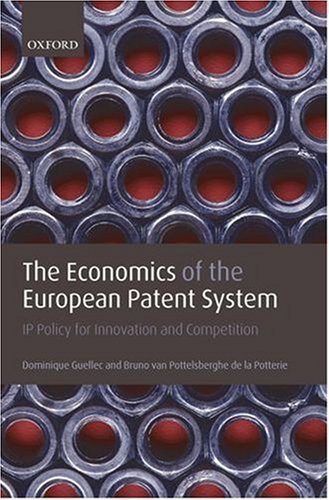 OXFORD
The Economics of the
European Patent System
IP Policy for Innovation and Competition
Dominique Guellec and Bruno van Pottelsberghe de la Potterie